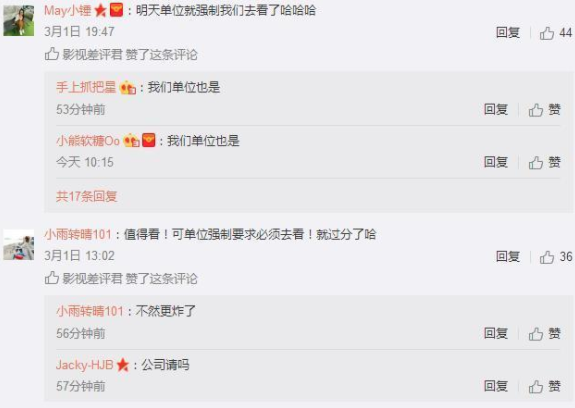 May小锤：明天单位就强制我们去看了哈哈哈
3月1日 19:47 回复 44
影视差评君 赞了这条评论
手上抓把星：我们单位也是
53分钟前 回复 赞
小熊软糖Oo：我们单位也是
今天 10:15 回复 赞
共17条回复
小雨转晴101：值得看！可单位强制要求必须去看！就过分了哈
3月1日 13:02 回复 36
影视差评君 赞了这条评论
小雨转晴101：不然更炸了
56分钟前 回复 赞
Jacky-HJB：公司请吗
57分钟前 回复 赞